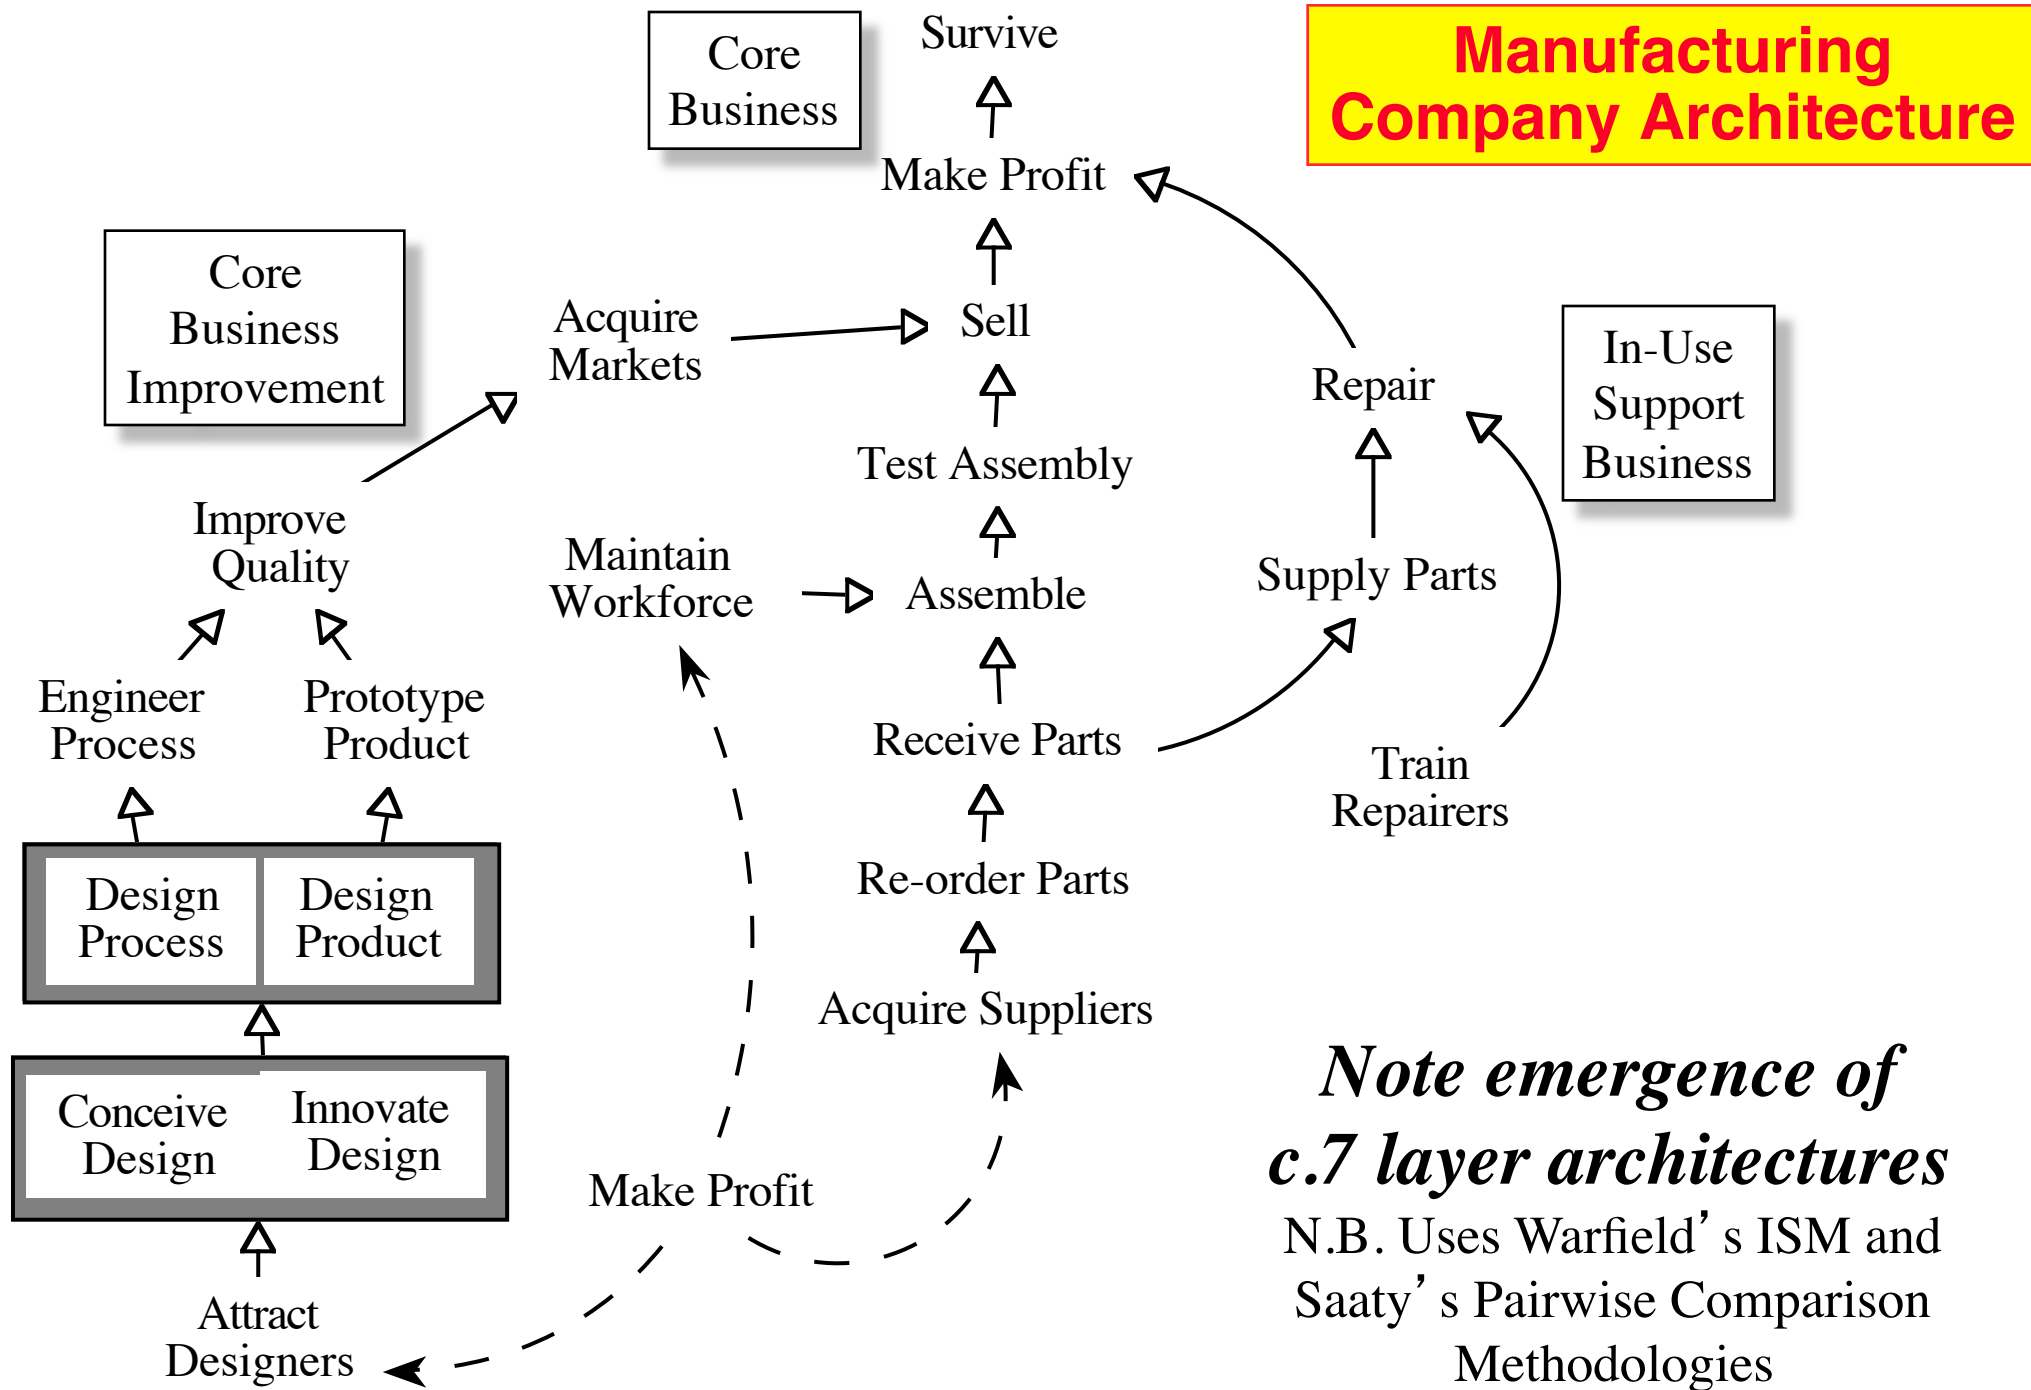 Core
Business
Survive
Manufacturing
Company Architecture
Make Profit
Core
Business
Improvement
Acquire
Markets
Sell
In-Use
Support
Business
Repair
Test Assembly
Improve
Quality
Maintain
Workforce
Assemble
Supply Parts
Engineer
Process
Prototype
Product
Receive Parts
Train
Repairers
Design
Process
Design
Product
Re-order Parts
Acquire Suppliers
Conceive
Design
Innovate
Design
Make Profit
Attract
Designers
Note emergence of
c.7 layer architectures
N.B. Uses Warfield’s ISM and
Saaty’s Pairwise Comparison
Methodologies